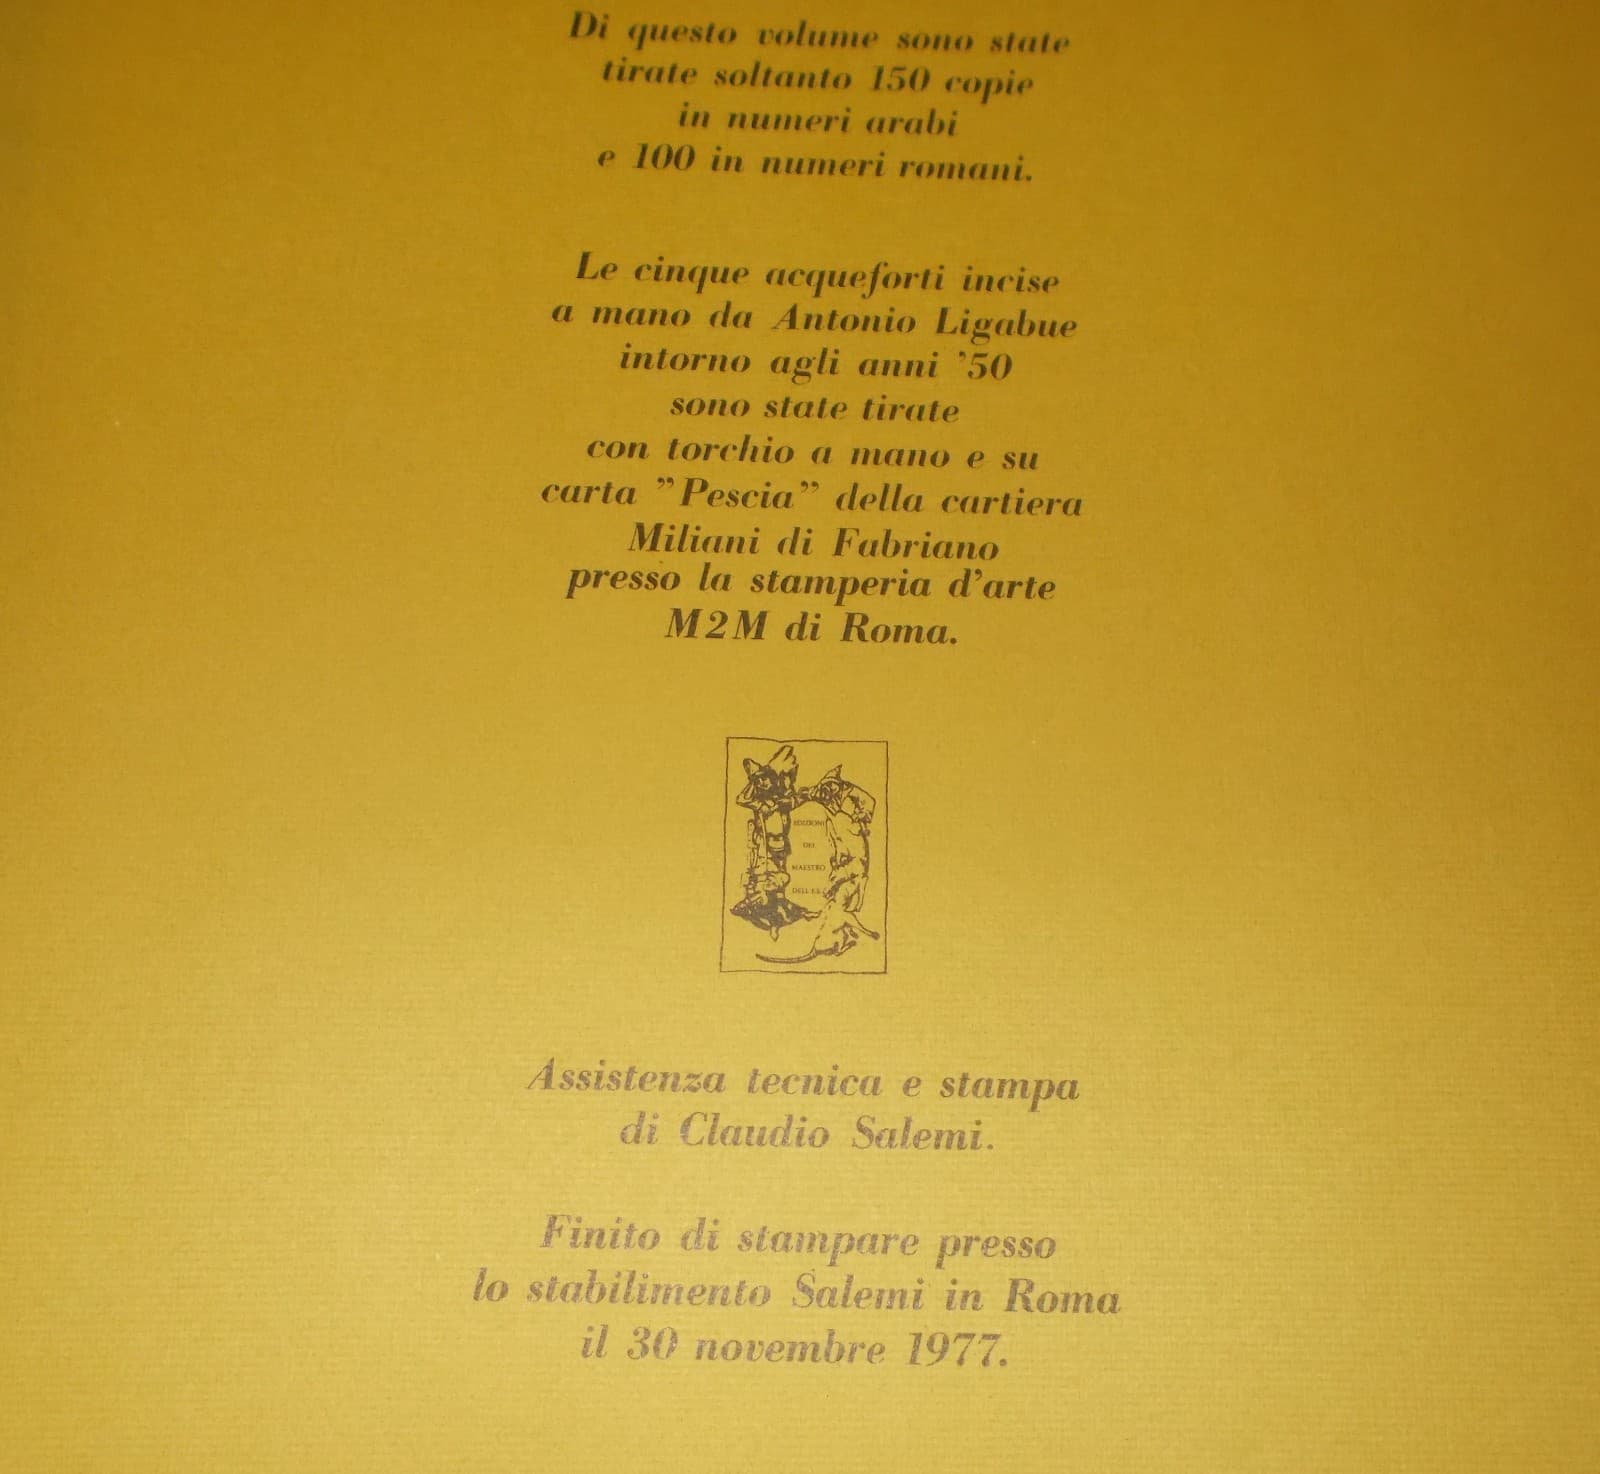 Di questo volume sono state
tirate soltanto 150 copie
in numeri arabi
e 100 in numeri romani.
Le cinque acqueforti incise
a mano da Antonio Ligabue
intorno agli anni '50
sono state tirate
con torchio a mano e su
carta "Pescia" della cartiera
Miliani di Fabriano
presso la stamperia d'arte
M2M di Roma.
EDIZIONI
DEL
MAESTRO
Assistenza tecnica e stampa
di Claudio Salemi.
Finito di stampare presso
lo stabilimento Salemi in Roma
il 30 novembre 1977.